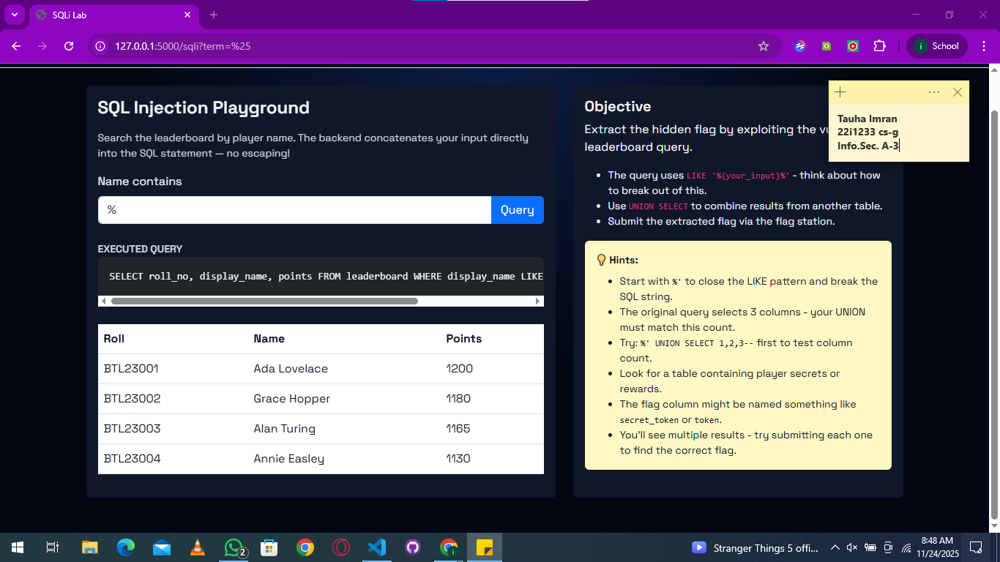 SQLi Lab
127.0.0.1:5000/sqli?term=%25
i School
SQL Injection Playground
Search the leaderboard by player name. The backend concatenates your input directly
into the SQL statement — no escaping!
Name contains
%
Query
EXECUTED QUERY
SELECT roll_no, display_name, points FROM leaderboard WHERE display_name LIKE
Roll Name Points
BTL23001 Ada Lovelace 1200
BTL23002 Grace Hopper 1180
BTL23003 Alan Turing 1165
BTL23004 Annie Easley 1130
Objective
Extract the hidden flag by exploiting the vu
leaderboard query.
• The query uses LIKE '%{your_input}%' - think about how
to break out of this.
• Use UNION SELECT to combine results from another table.
• Submit the extracted flag via the flag station.
Hints:
• Start with %' to close the LIKE pattern and break the
SQL string.
• The original query selects 3 columns - your UNION
must match this count.
• Try: %' UNION SELECT 1,2,3-- first to test column
count.
• Look for a table containing player secrets or
rewards.
• The flag column might be named something like
secret_token or token.
• You'll see multiple results - try submitting each one
to find the correct flag.
Tauha Imran
22i1233 cs-g
Info.Sec. A-3
2
i
Stranger Things 5 offi...
8:48 AM
11/24/2025